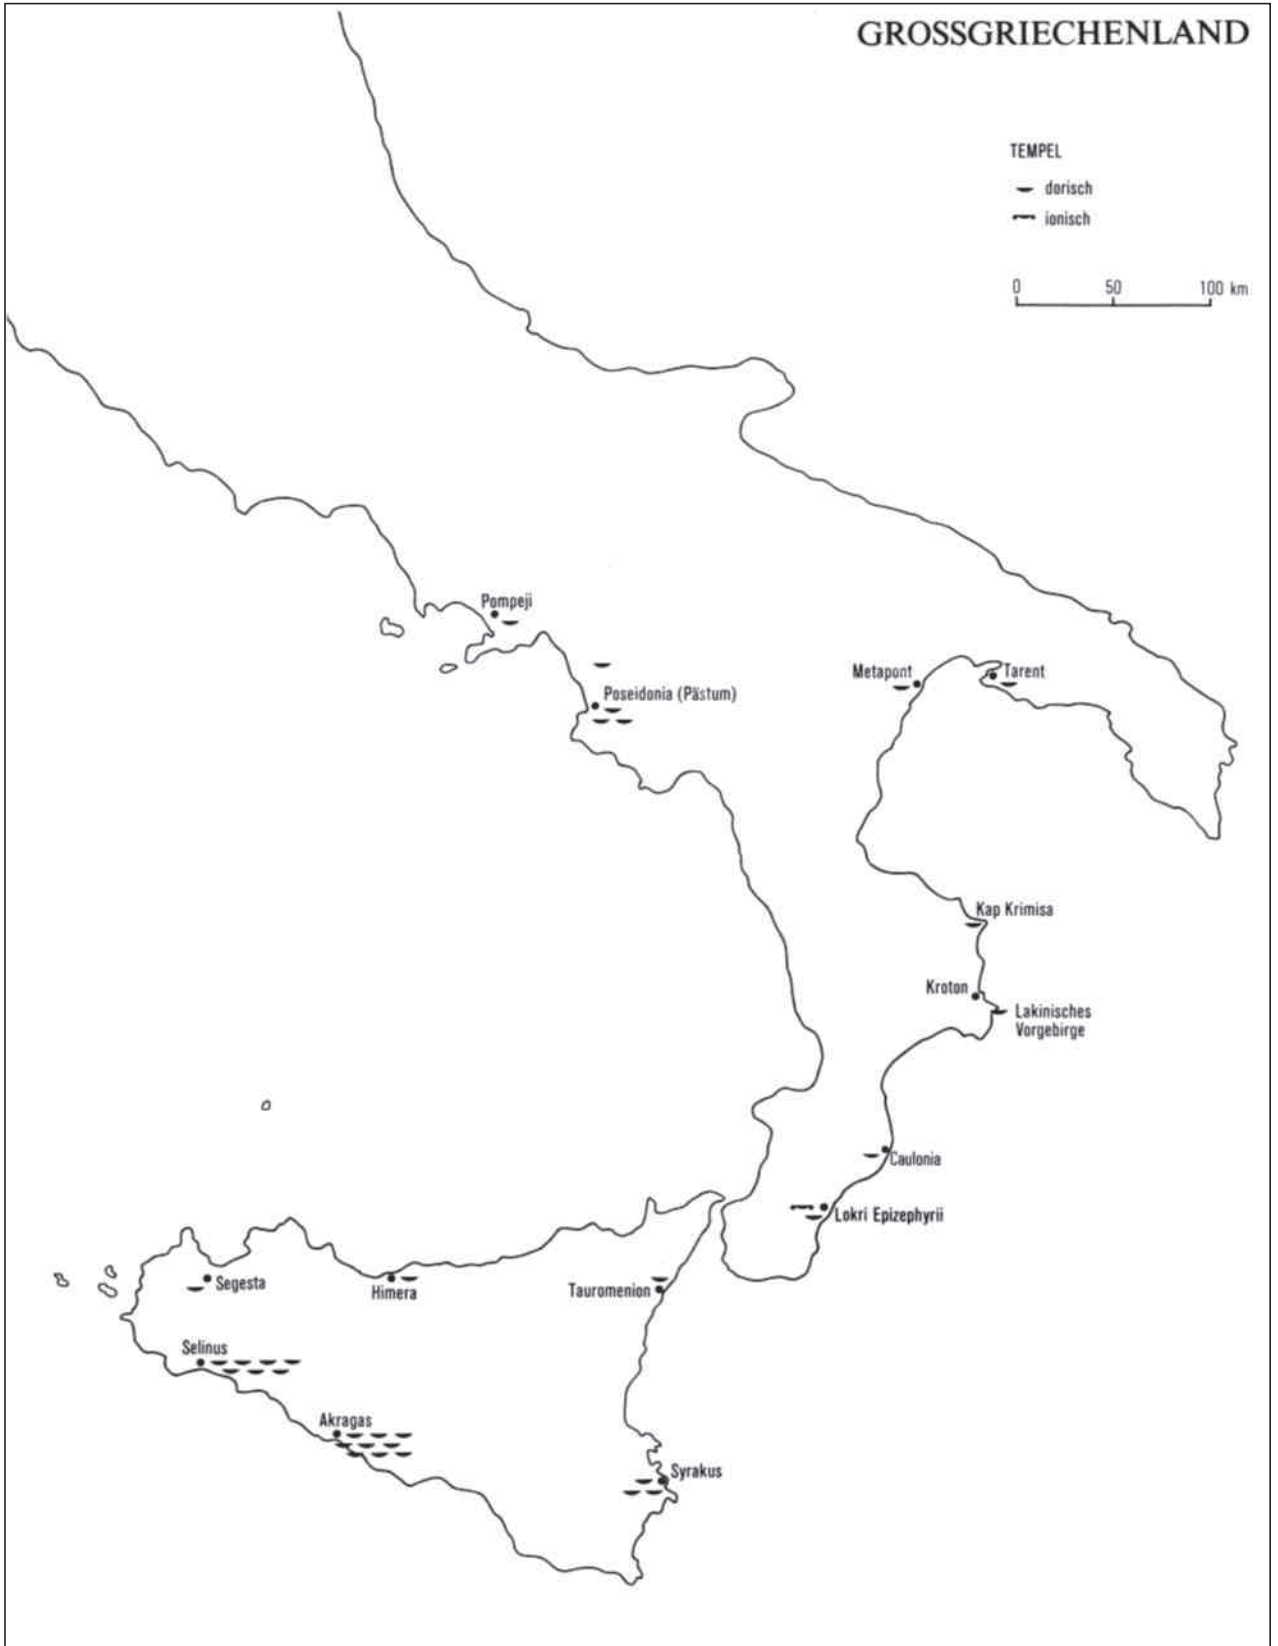 GROSSGRIECHENLAND
TEMPEL
dorisch
ionisch
0 50 100 km
Pompeji
Poseidonia (Pästum)
Metapont
Tarent
Kap Krimisa
Kroton
Lakinisches
Vorgebirge
Caulonia
Lokri Epizephyrii
Segesta
Himera
Tauromenion
Selinus
Akragas
Syrakus